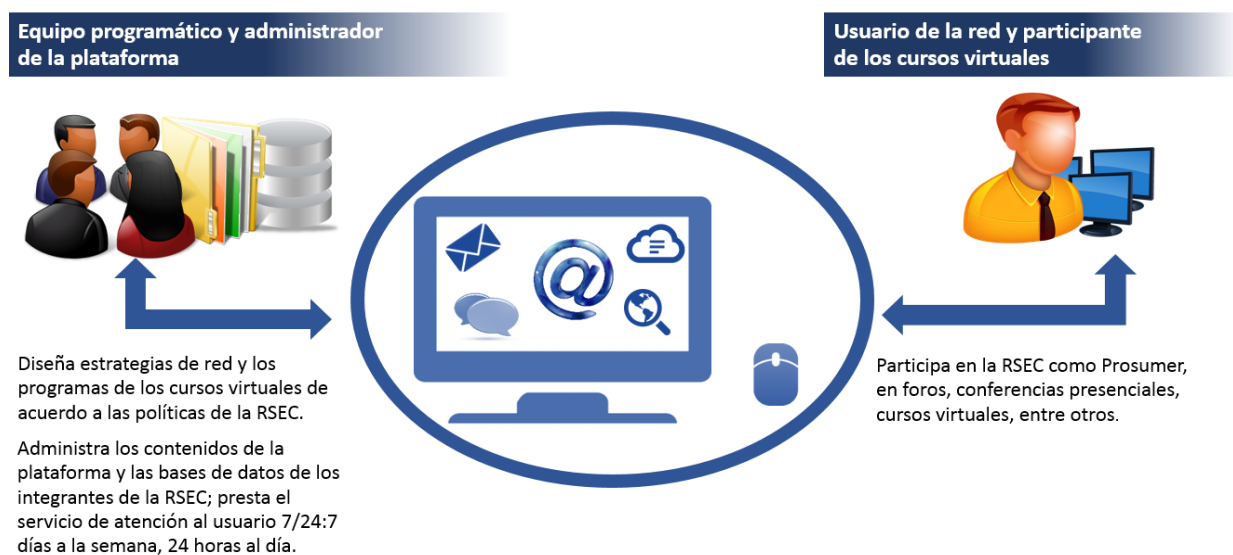 Equipo programático y administrador
de la plataforma
Usuario de la red y participante
de los cursos virtuales
@
Diseña estrategias de red y los
programas de los cursos virtuales de
acuerdo a las políticas de la RSEC.
Administra los contenidos de la
plataforma y las bases de datos de los
integrantes de la RSEC; presta el
servicio de atención al usuario 7/24:7
días a la semana, 24 horas al día.
Participa en la RSEC como Prosumer,
en foros, conferencias presenciales,
cursos virtuales, entre otros.